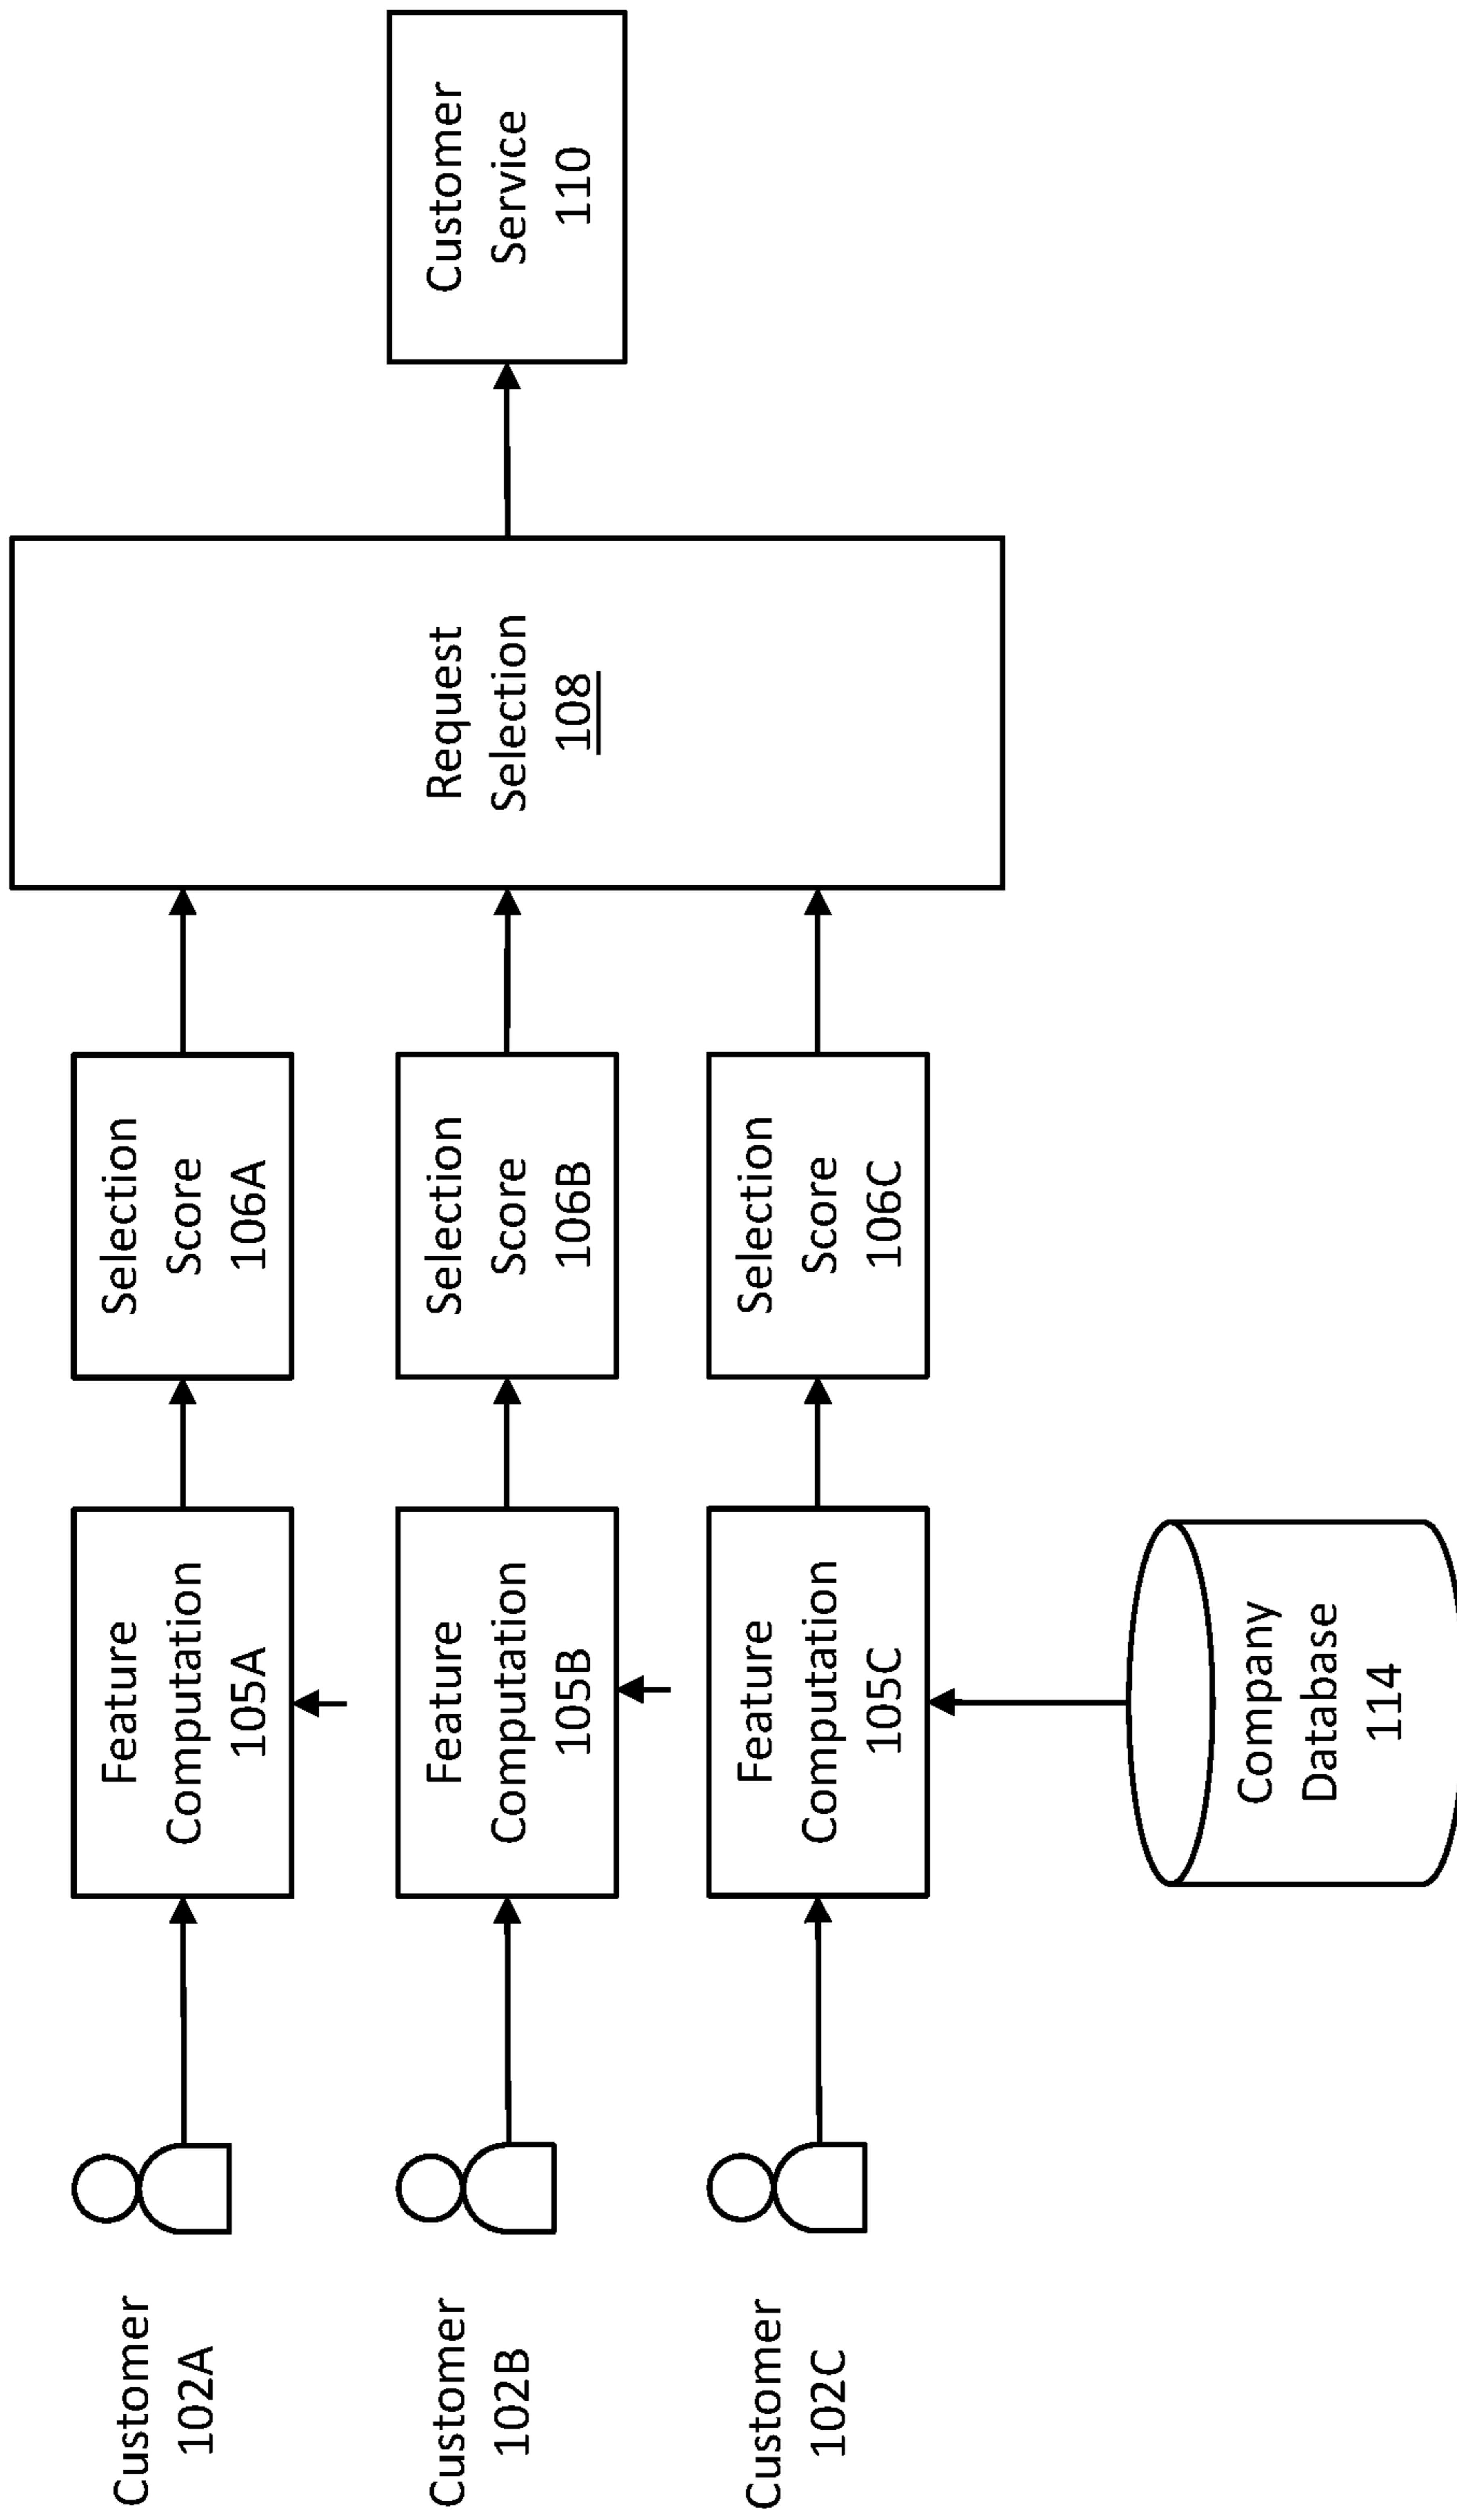 Customer
102A
Feature
Computation
105A
Selection
Score
106A
Customer
102B
Feature
Computation
105B
Selection
Score
106B
Request
Selection
108
Customer
Service
110
Customer
102C
Feature
Computation
105C
Selection
Score
106C
Company
Database
114